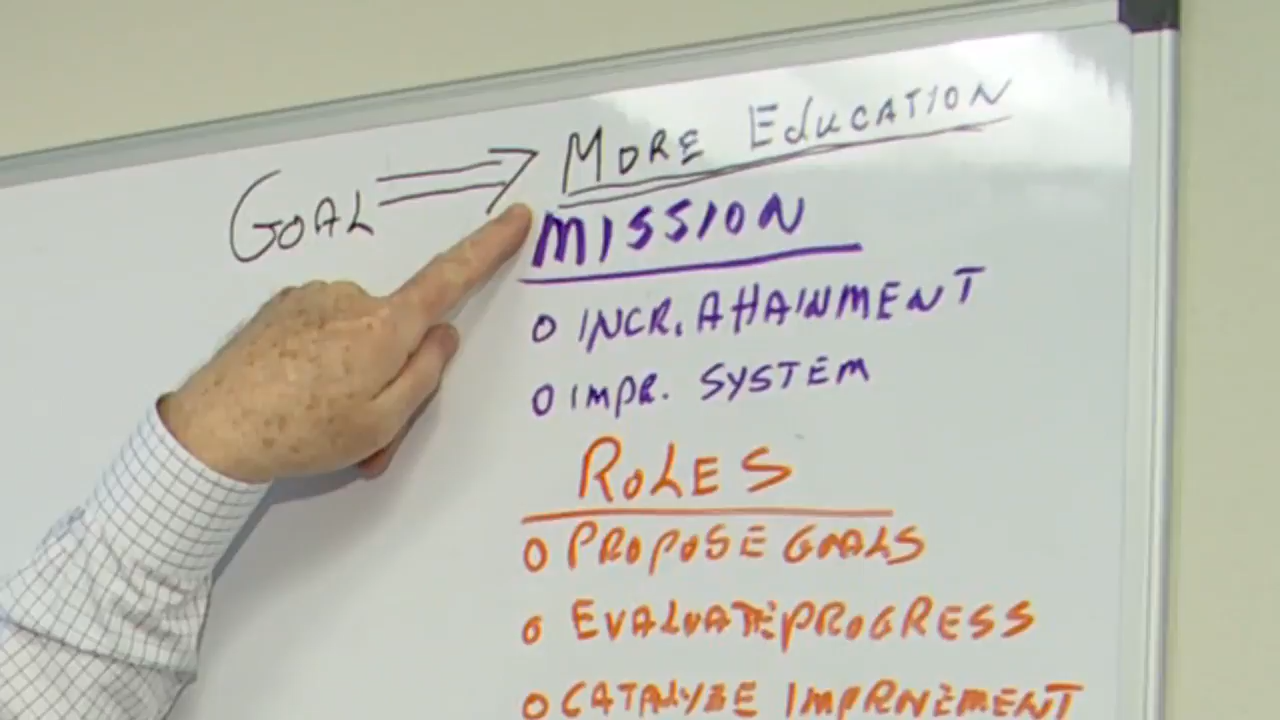 GOAL => MORE EDUCATION
MISSION
o INCR. ATTAINMENT
o IMPR. SYSTEM
ROLES
o PROPOSE GOALS
o EVALUATE PROGRESS
o CATALYZE IMPROVEMENT